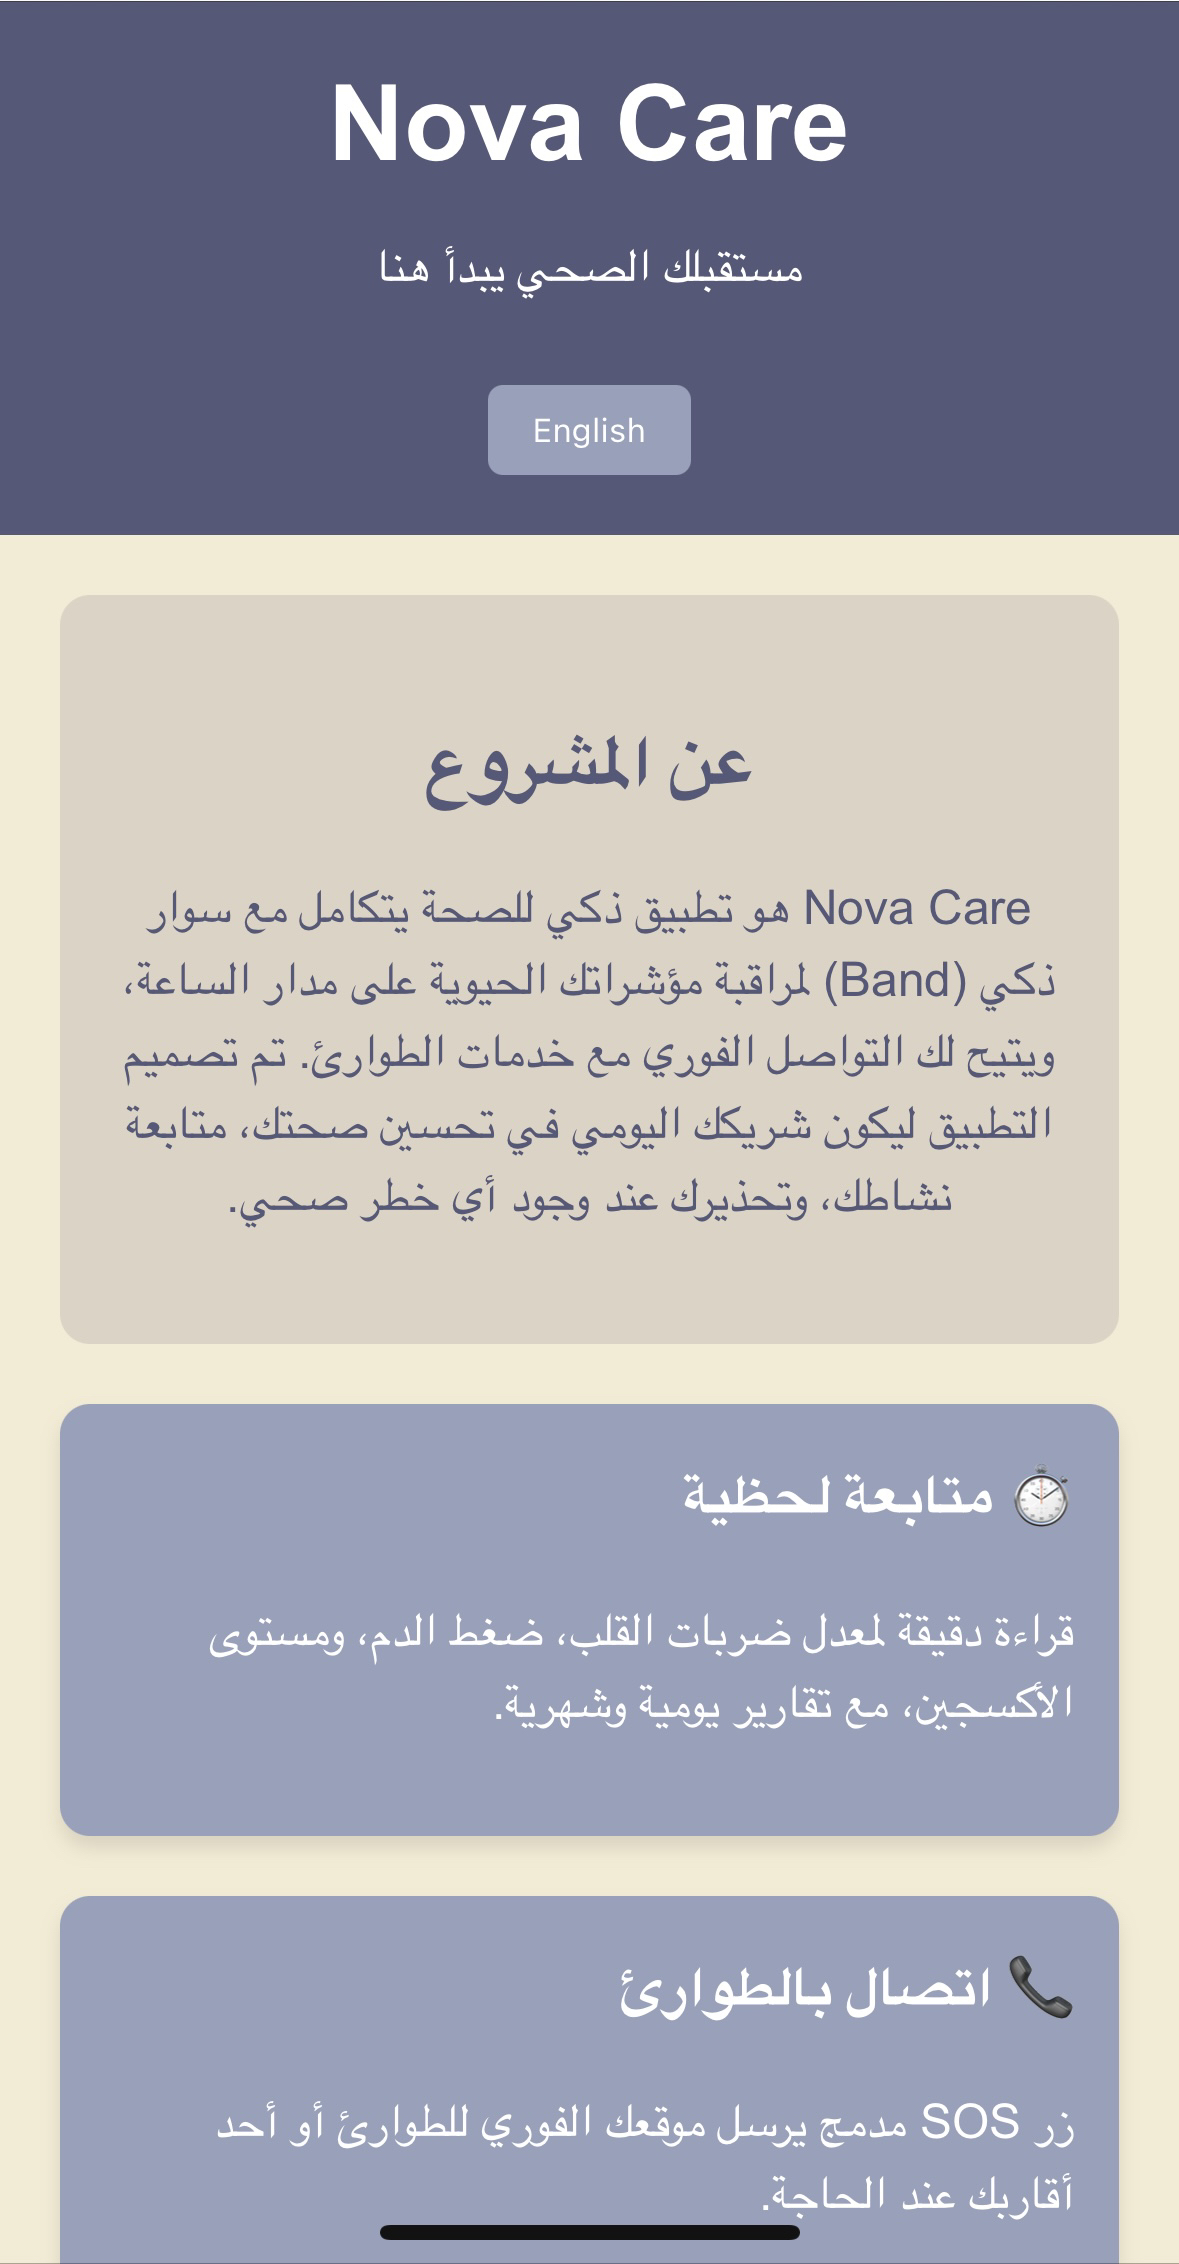 Nova Care
مستقبلك الصحي يبدأ هنا
English
عن المشروع
Nova Care هو تطبيق ذكي للصحة يتكامل مع سوار
ذكي (Band) لمراقبة مؤشراتك الحيوية على مدار الساعة،
ويتيح لك التواصل الفوري مع خدمات الطوارئ. تم تصميم
التطبيق ليكون شريكك اليومي في تحسين صحتك، متابعة
نشاطك، وتحذيرك عند وجود أي خطر صحي.
⏱️ متابعة لحظية
قراءة دقيقة لمعدل ضربات القلب، ضغط الدم، ومستوى
الأكسجين، مع تقارير يومية وشهرية.
📞 اتصال بالطوارئ
زر SOS مدمج يرسل موقعك الفوري للطوارئ أو أحد
أقاربك عند الحاجة.